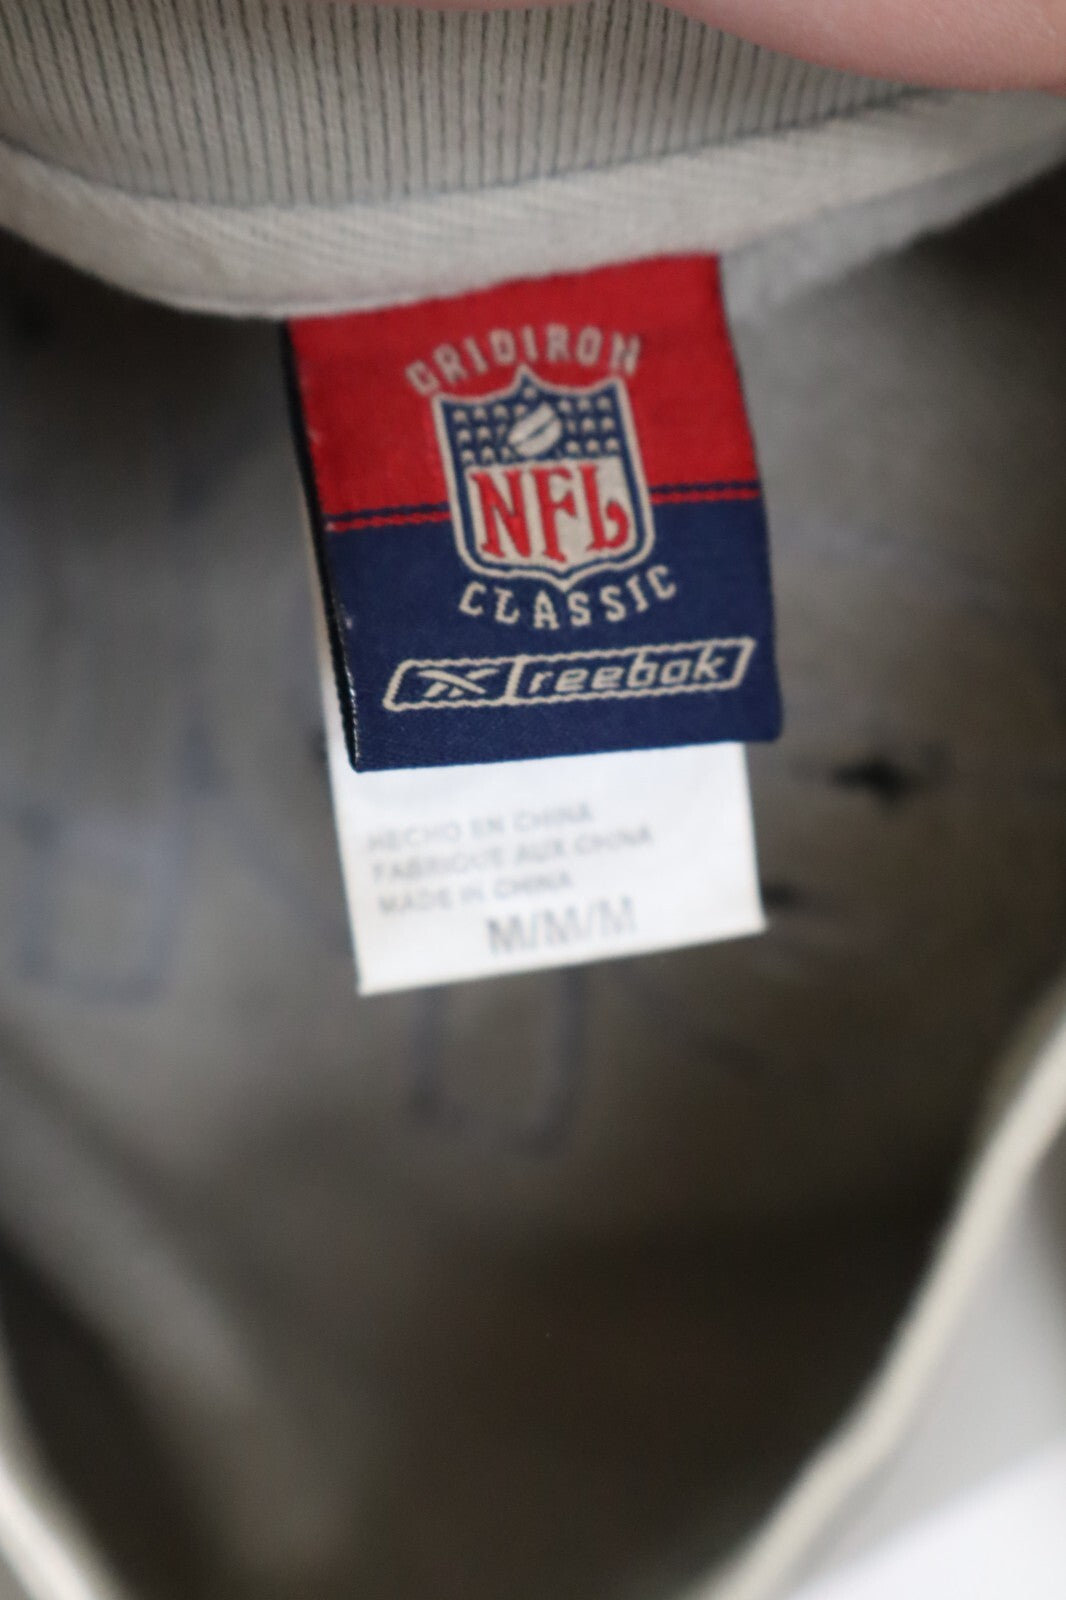 GRIDIRON
NFL
CLASSIC
reebok
HECHO EN CHINA
FABRIQUE AUX CHINA
MADE IN CHINA
M/M/M